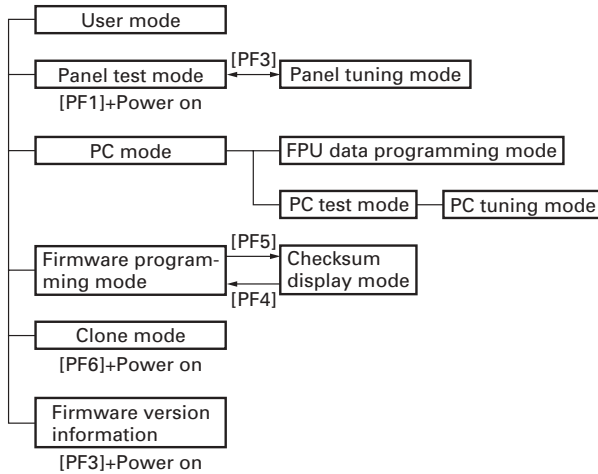 User mode
Panel test mode
[PF3]
Panel tuning mode
[PF1]+Power on
PC mode
FPU data programming mode
PC test mode
PC tuning mode
Firmware program-
ming mode
[PF5]
[PF4]
Checksum
display mode
Clone mode
[PF6]+Power on
Firmware version
information
[PF3]+Power on